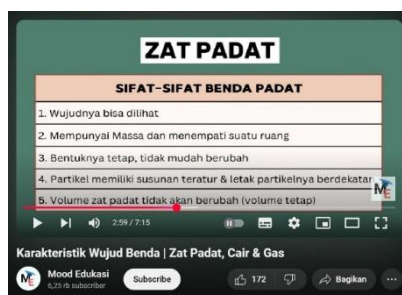 ZAT PADAT
SIFAT-SIFAT BENDA PADAT
1. Wujudnya bisa dilihat
2. Mempunyai Massa dan menempati suatu ruang
3. Bentuknya tetap, tidak mudah berubah
4. Partikel memiliki susunan teratur & letak partikelnya berdekatan
5. Volume zat padat tidak akan berubah (volume tetap)
ME
2:59 / 7:15
Karakteristik Wujud Benda | Zat Padat, Cair & Gas
ME
Mood Edukasi
6,25 rb subscriber
Subscribe
172
Bagikan